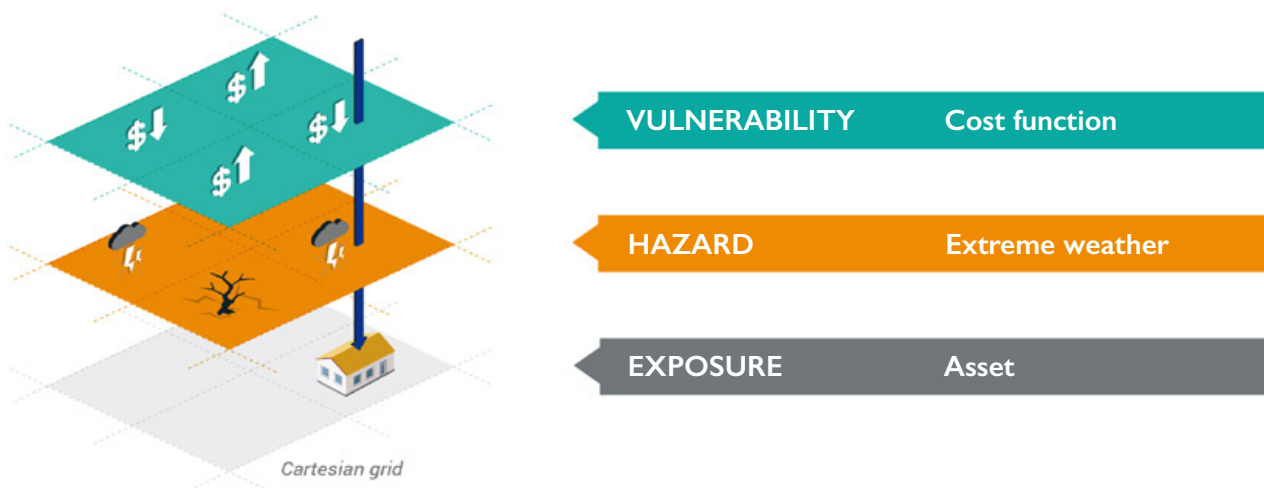 $
$
$
$
VULNERABILITY Cost function
HAZARD Extreme weather
EXPOSURE Asset
Cartesian grid